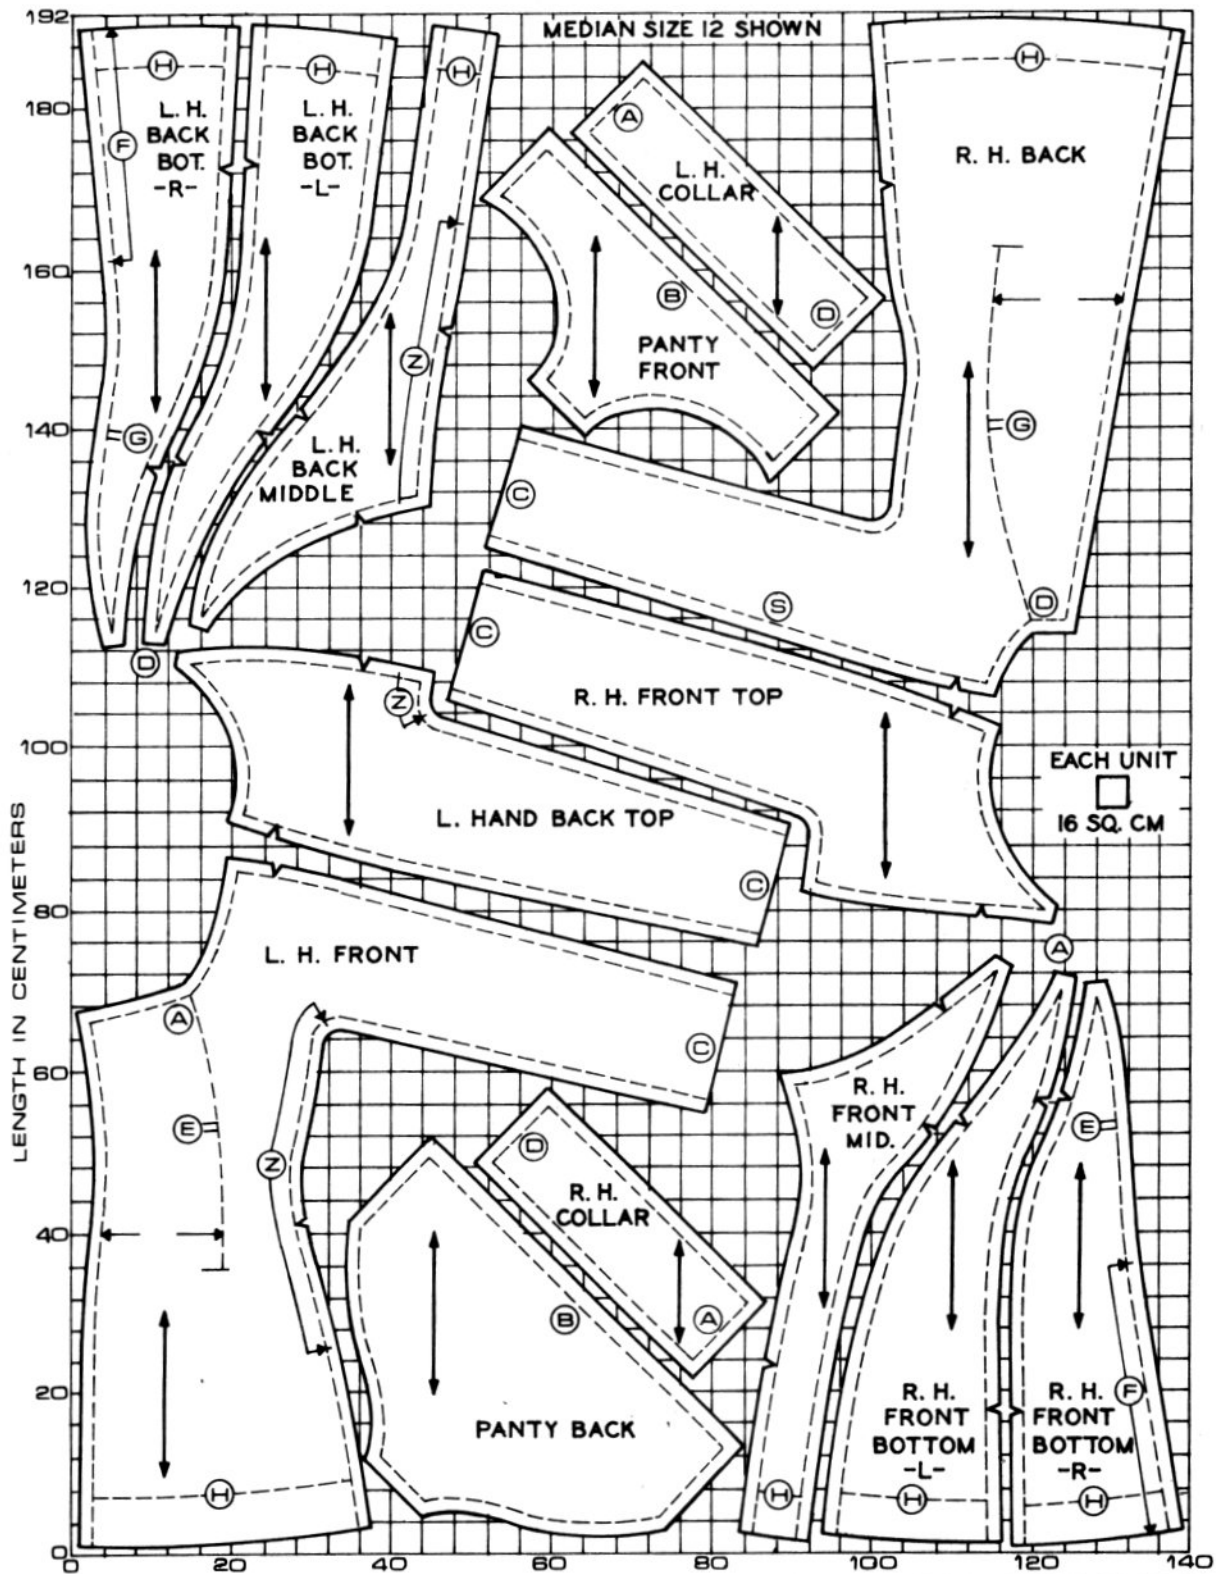 192
MEDIAN SIZE 12 SHOWN
H
H
H
H
180
L. H.
BACK
BOT.
-R-
F
L. H.
BACK
BOT.
-L-
A
L. H.
COLLAR
D
R. H. BACK
160
B
PANTY
FRONT
Z
140
G
G
L. H.
BACK
MIDDLE
C
S
D
120
D
C
Z
R. H. FRONT TOP
100
L. HAND BACK TOP
C
EACH UNIT
16 SQ. CM
80
L. H. FRONT
A
A
C
LENGTH IN CENTIMETERS
60
R. H.
FRONT
MID.
E
E
Z
D
R. H.
COLLAR
A
40
B
20
PANTY BACK
F
R. H.
FRONT
BOTTOM
-L-
R. H.
FRONT
BOTTOM
-R-
H
H
H
H
0
0
20
40
60
80
100
120
140